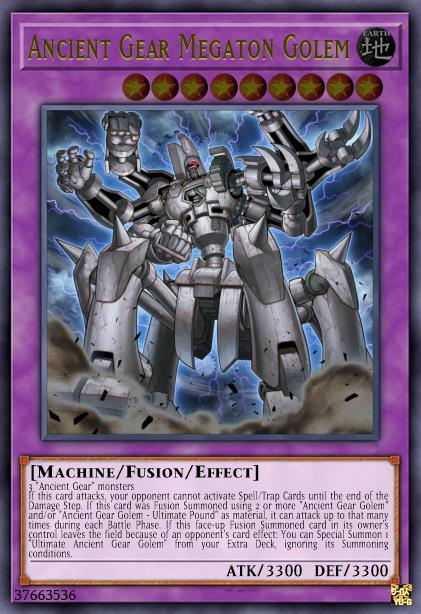 Ancient Gear Megaton Golem
EARTH
地
[Machine/Fusion/Effect]
3 "Ancient Gear" monsters
If this card attacks, your opponent cannot activate Spell/Trap Cards until the end of the
Damage Step. If this card was Fusion Summoned using 2 or more "Ancient Gear Golem"
and/or "Ancient Gear Golem - Ultimate Pound" as material, it can attack up to that many
times during each Battle Phase. If this face-up Fusion Summoned card in its owner's
control leaves the field because of an opponent's card effect: You can Special Summon 1
"Ultimate Ancient Gear Golem" from your Extra Deck, ignoring its Summoning
conditions.
ATK/3300 DEF/3300
37663536